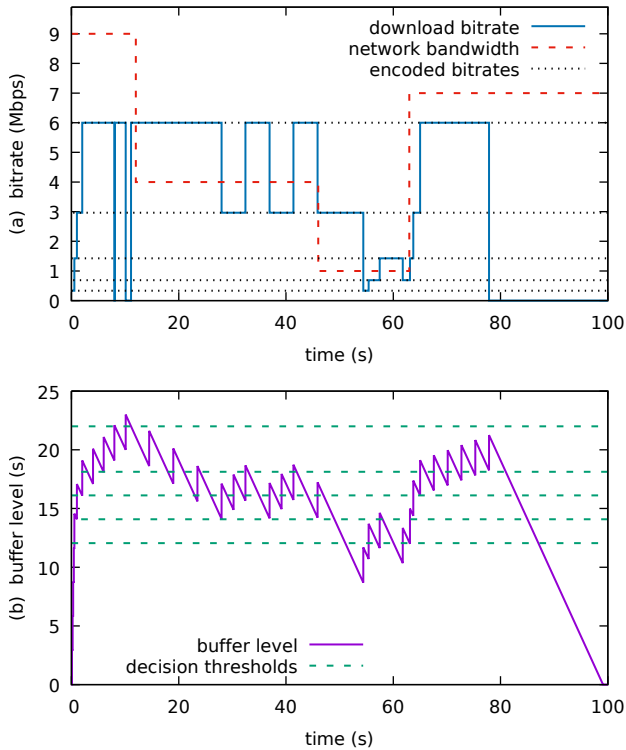 download bitrate
network bandwidth
encoded bitrates
(a) bitrate (Mbps)
9
8
7
6
5
4
3
2
1
0
0 20 40 60 80 100
time (s)
(b) buffer level (s)
25
20
15
10
5
0
buffer level
decision thresholds
0 20 40 60 80 100
time (s)